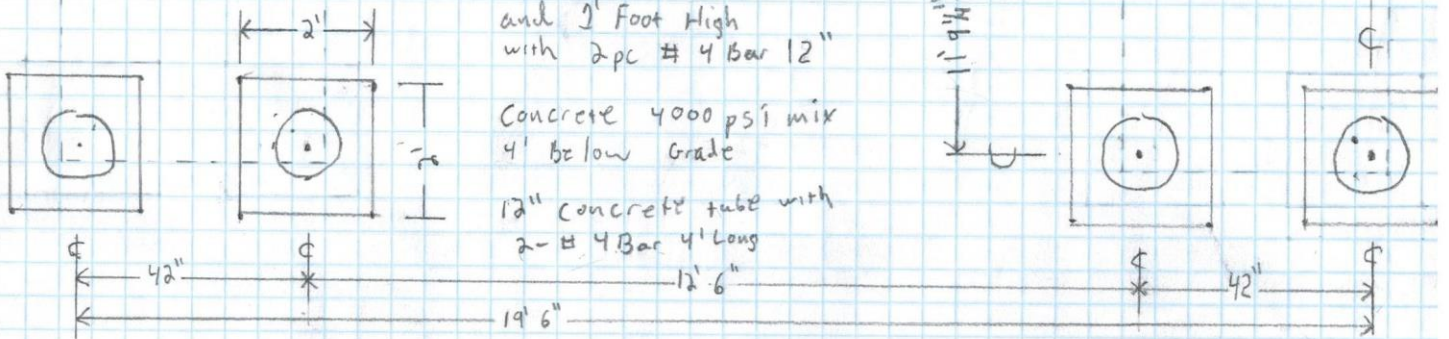 and 1' Foot High
with 2pc # 4 Bar 12"
2'
Concrete 4000 psi mix
4' Below Grade
12" concrete tube with
2- # 4 Bar 4' Long
42"
12' 6"
42"
19' 6"